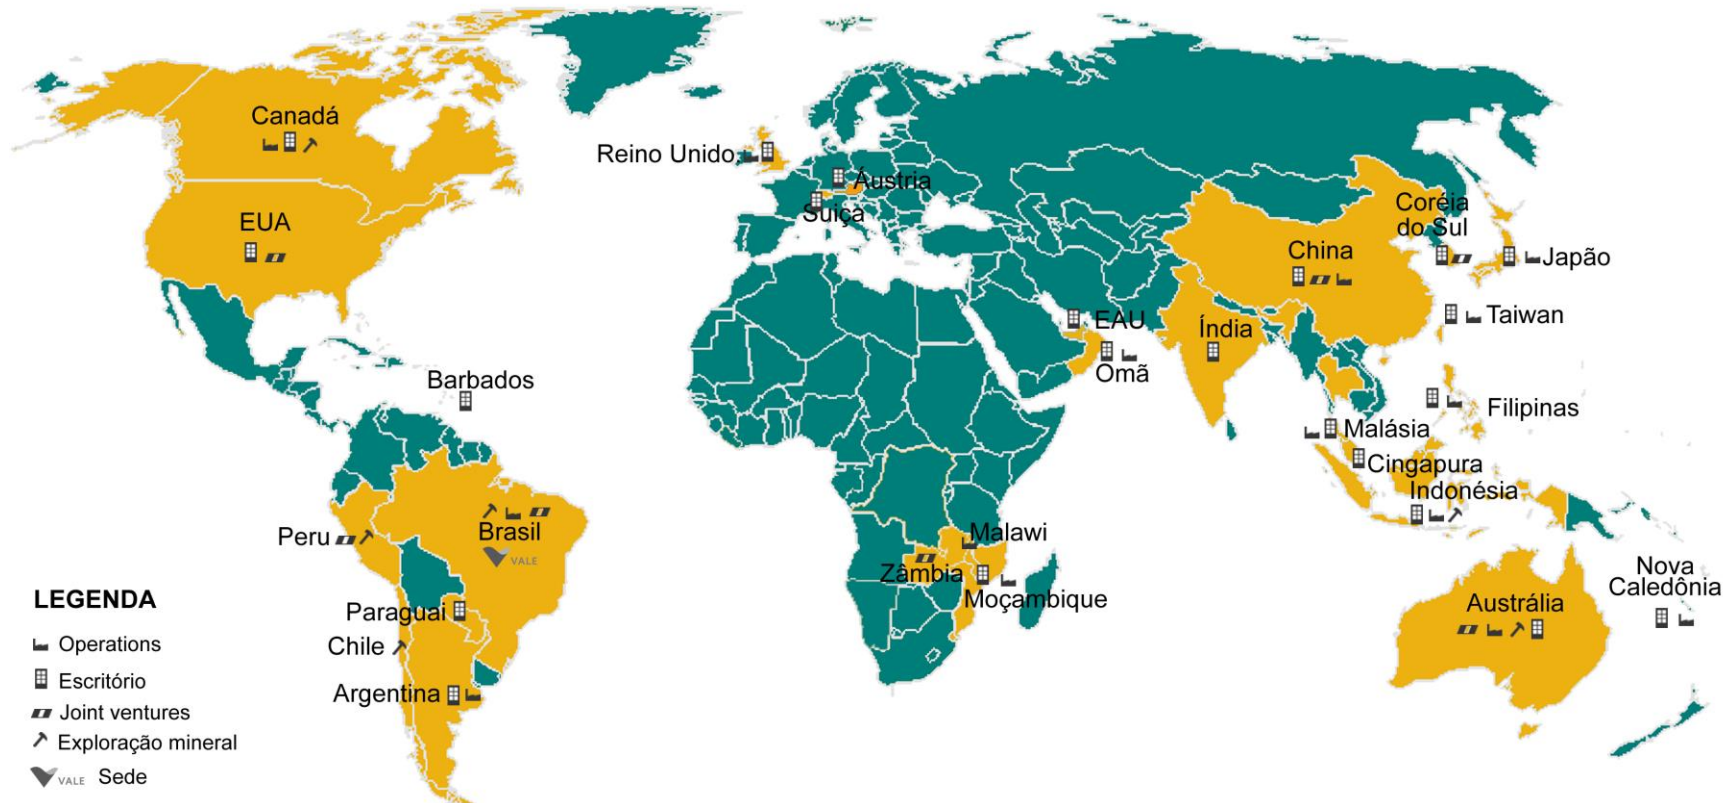 Canadá
EUA
Barbados
Peru
Brasil
VALE
Paraguai
Chile
Argentina
Reino Unido
Áustria
Suiça
EAU
Omã
Índia
China
Coréia
do Sul
Japão
Taiwan
Filipinas
Malásia
Cingapura
Indonésia
Malawi
Zâmbia
Moçambique
Austrália
Nova
Caledônia
LEGENDA
Operations
Escritório
Joint ventures
Exploração mineral
VALE Sede